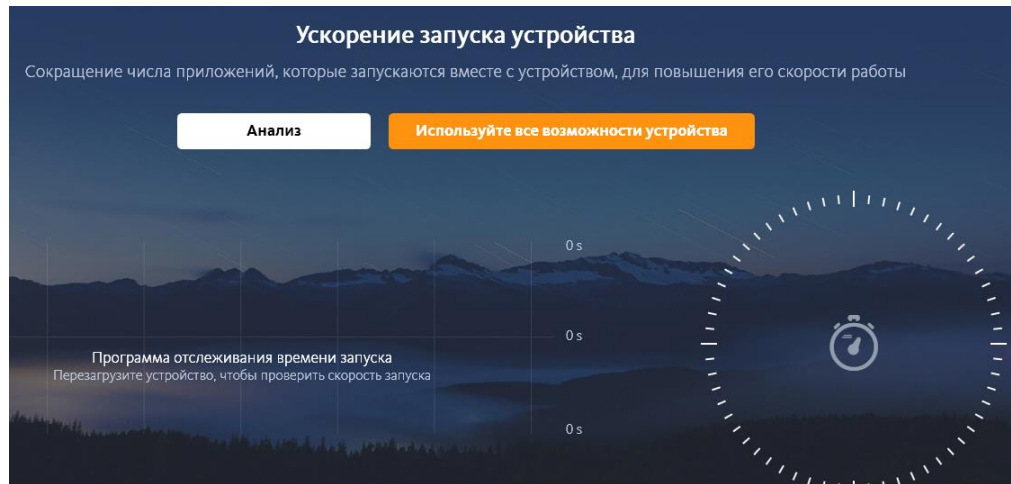 Ускорение запуска устройства
Сокращение числа приложений, которые запускаются вместе с устройством, для повышения его скорости работы
Анализ
Используйте все возможности устройства
0 s
0 s
Программа отслеживания времени запуска
Перезагрузите устройство, чтобы проверить скорость запуска
0 s